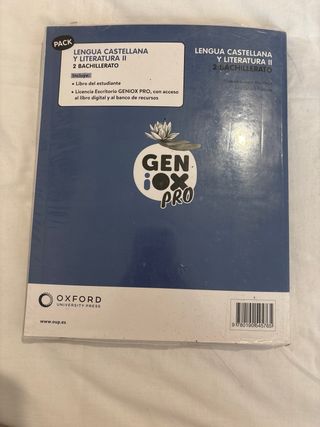 PACK
LENGUA CASTELLANA
Y LITERATURA II
2 BACHILLERATO
Incluye:
• Libro del estudiante
• Licencia Escritorio GENiOX PRO, con acceso
al libro digital y al banco de recursos
LENGUA CASTELLANA
Y LITERATURA II
2 BACHILLERATO
GEN
iOX
PRO
OXFORD
UNIVERSITY PRESS
www.oup.es